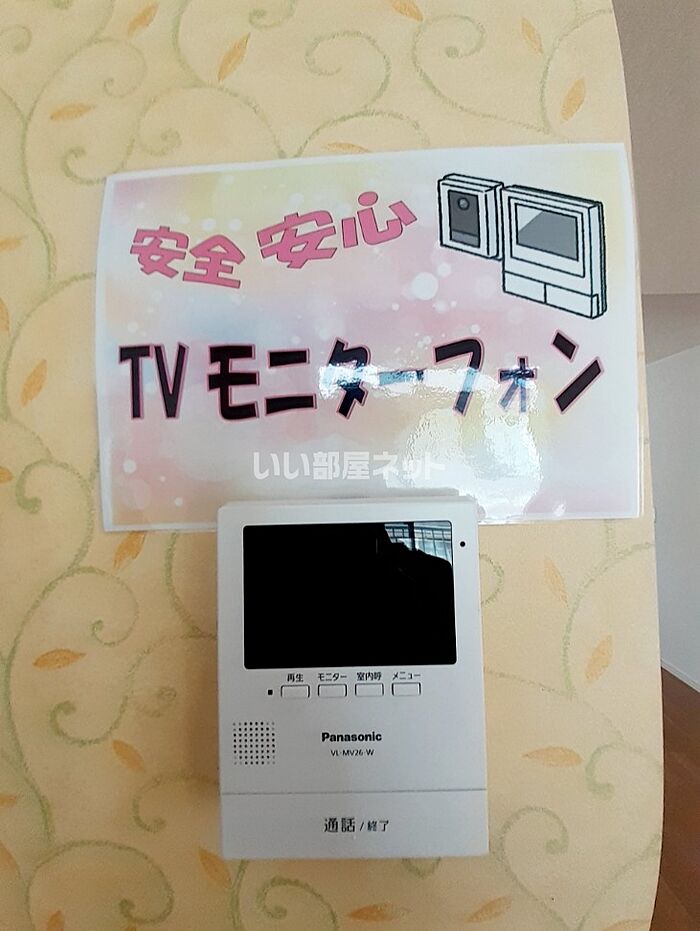 安全 安心
TVモニターフォン
いい部屋ネット
再生 モニター 室内呼 メニュー
Panasonic
VL-MV26-W
通話/終了